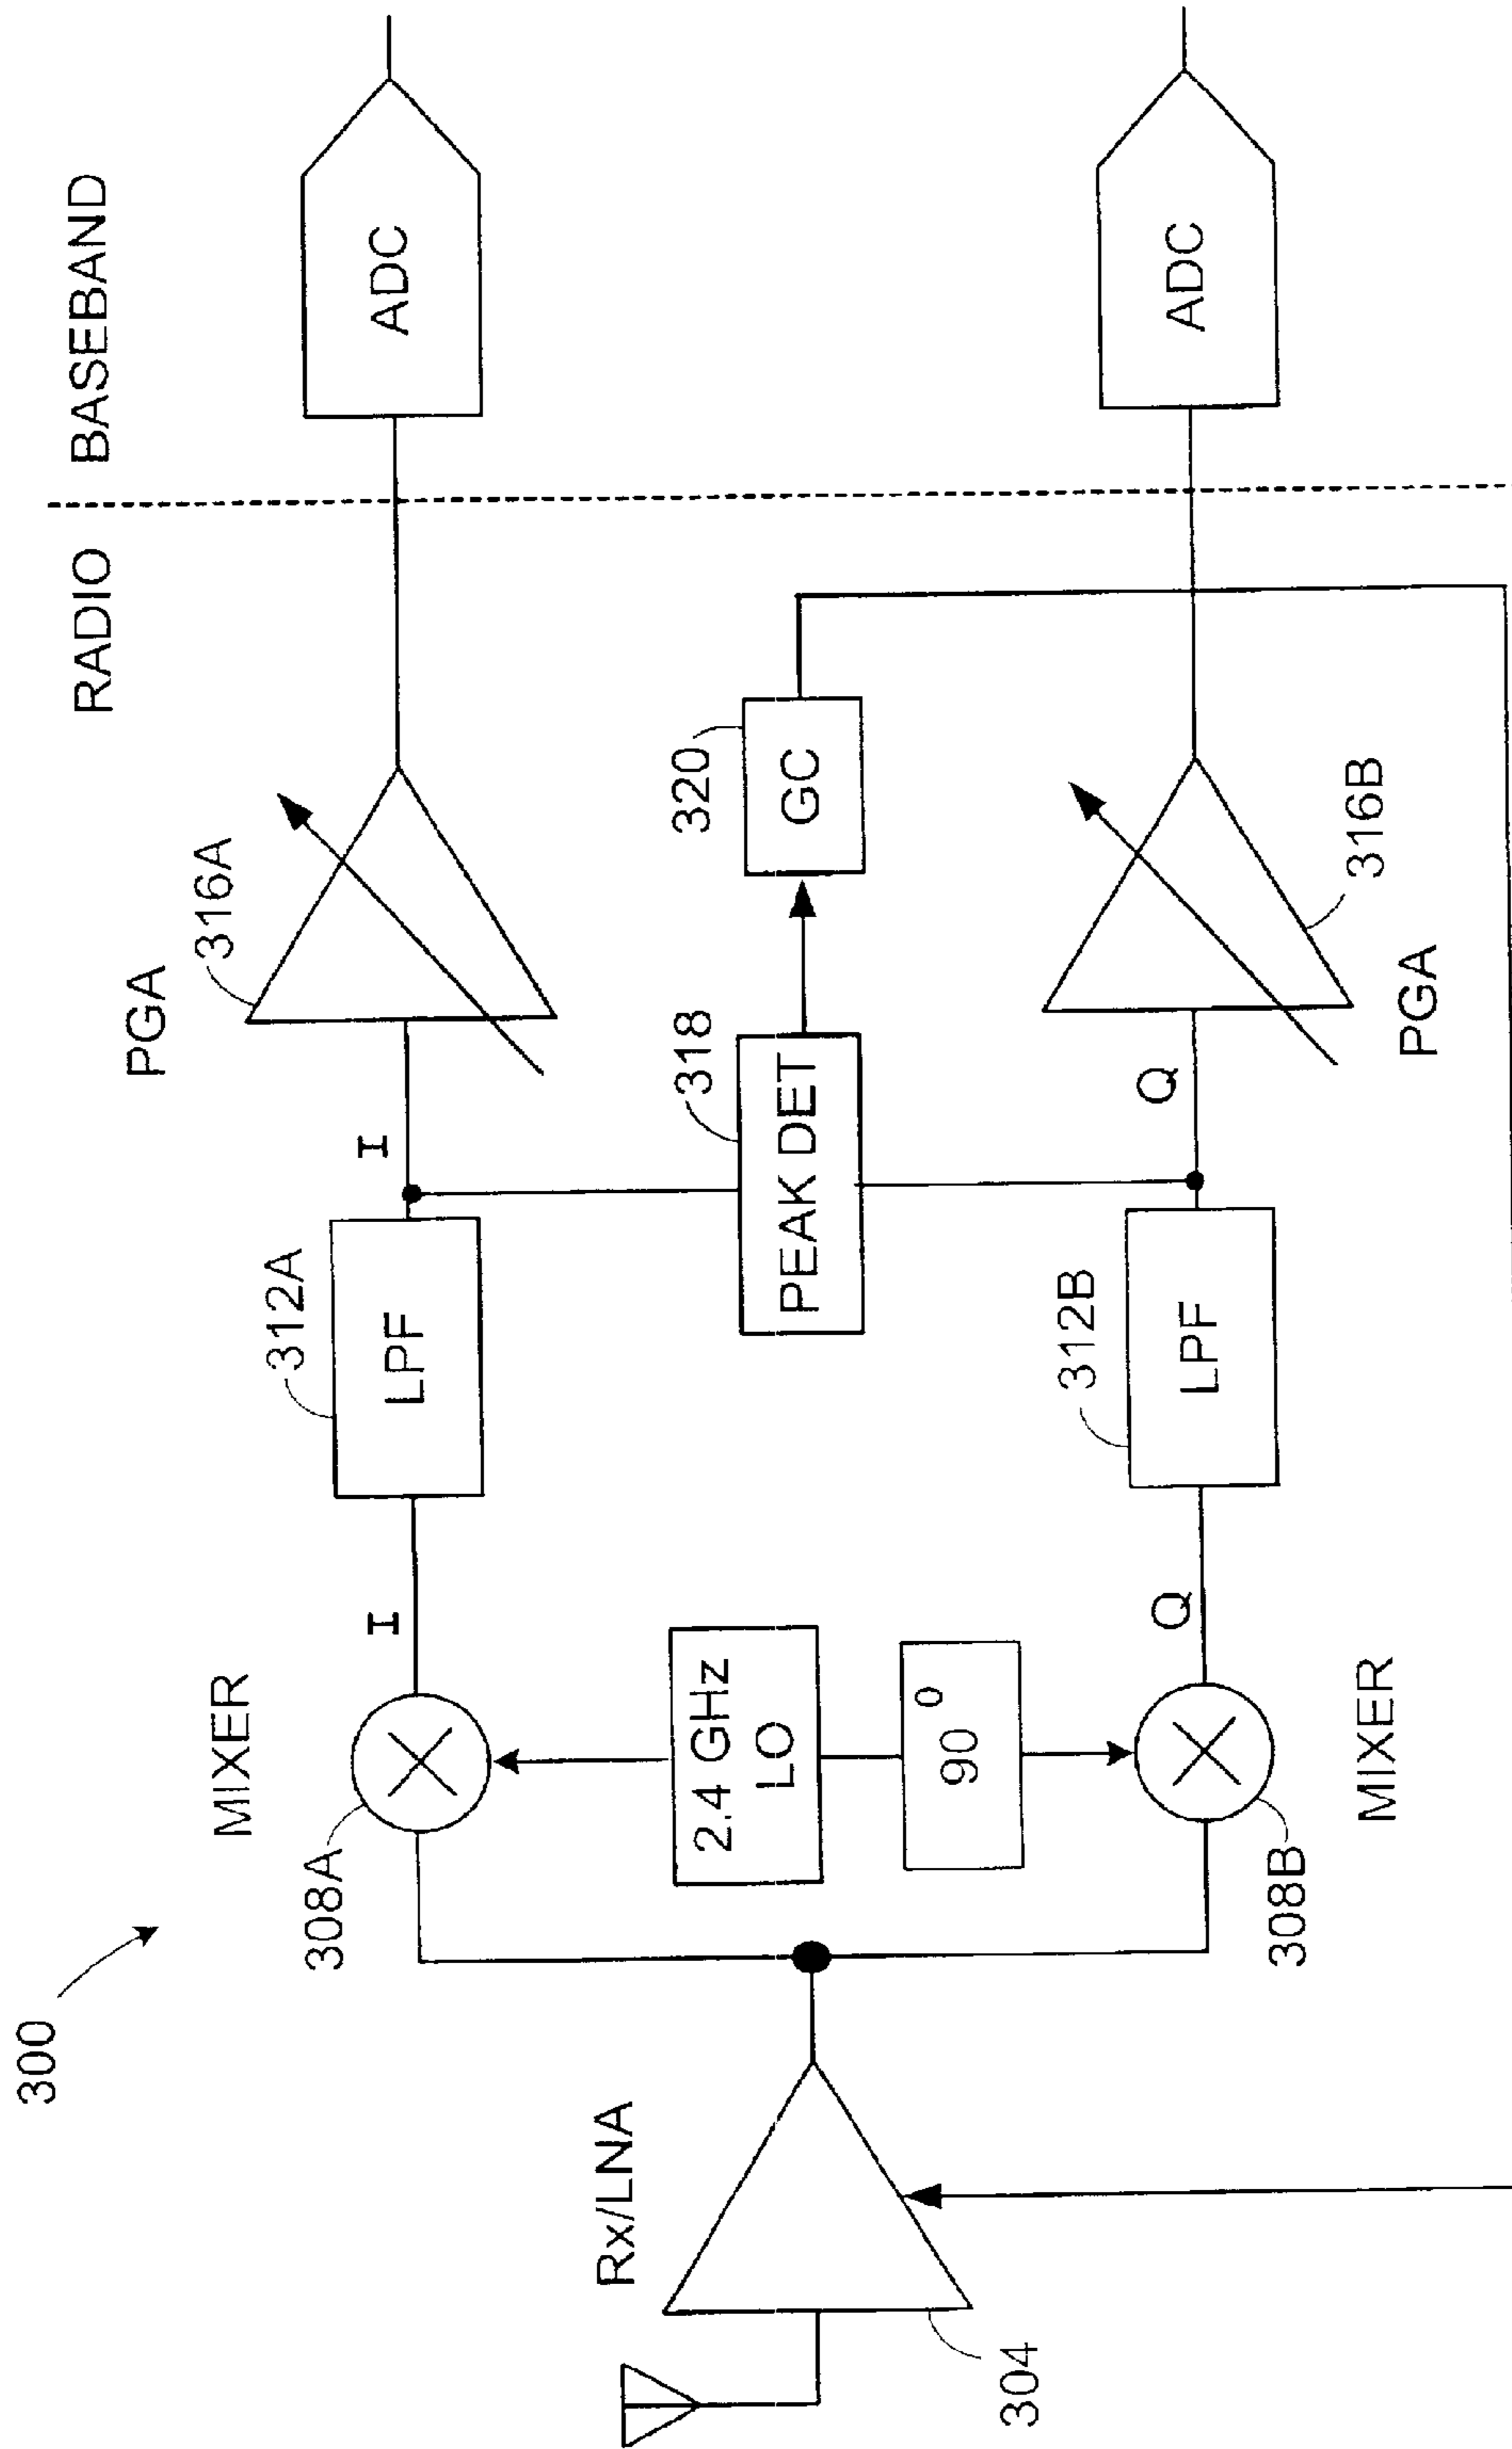 300
RADIO
BASEBAND
PGA
316A
MIXER
308A
312A
I
I
LPF
ADC
Rx/LNA
304
2.4 GHz
LO
90°
318
PEAK DET
320
GC
312B
LPF
Q
Q
ADC
308B
MIXER
316B
PGA